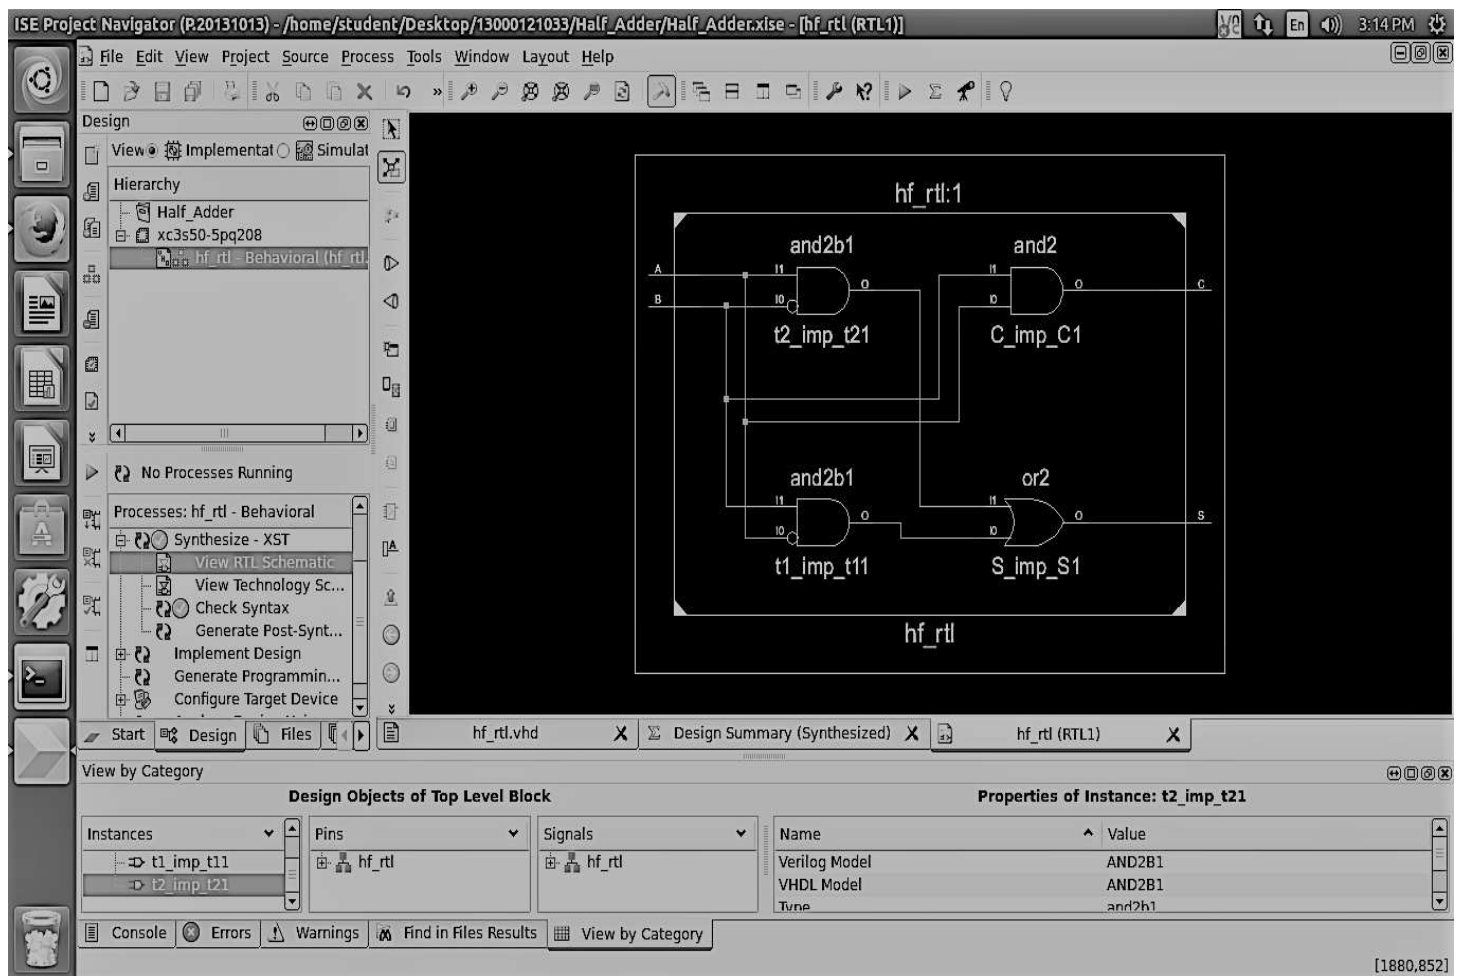 ISE Project Navigator (P.20131013) - /home/student/Desktop/13000121033/Half_Adder/Half_Adder.xise - [hf_rtl (RTL1)]
En
3:14 PM
File Edit View Project Source Process Tools Window Layout Help
»
Design
View Implementat Simulat
Hierarchy
Half_Adder
xc3s50-5pq208
hf_rtl - Behavioral (hf_rtl.
No Processes Running
Processes: hf_rtl - Behavioral
Synthesize - XST
View RTL Schematic
View Technology Sc...
Check Syntax
Generate Post-Synt...
Implement Design
Generate Programmin...
Configure Target Device
Start Design Files
hf_rtl:1
and2b1 and2
A I1 O I1 O C
B I0 I0
t2_imp_t21 C_imp_C1
and2b1 or2
I1 O I1 O S
I0 I0
t1_imp_t11 S_imp_S1
hf_rtl
hf_rtl.vhd Design Summary (Synthesized) hf_rtl (RTL1)
View by Category
Design Objects of Top Level Block Properties of Instance: t2_imp_t21
Instances Pins Signals Name Value
t1_imp_t11 hf_rtl hf_rtl Verilog Model AND2B1
t2_imp_t21 VHDL Model AND2B1
Type and2b1
Console Errors Warnings Find in Files Results View by Category
[1880,852]